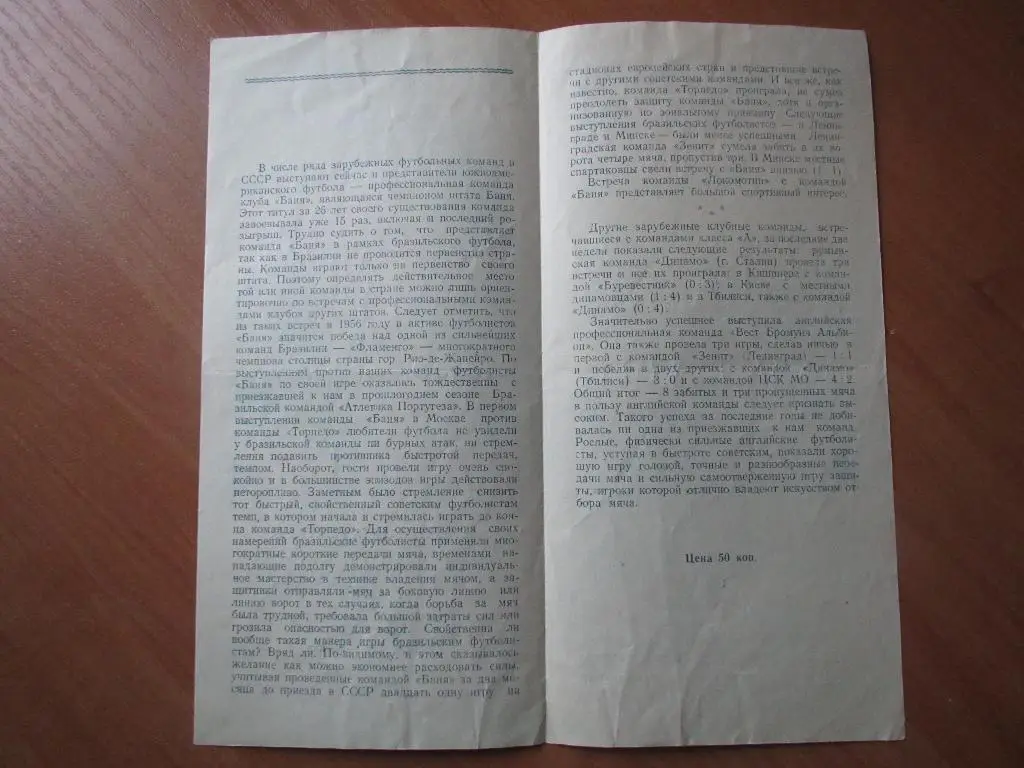 В числе ряда зарубежных футбольных команд в
СССР выступают сейчас и представители южноаме-
риканского футбола — профессиональная команда
клуба «Баия», являющаяся чемпионом штата Баия.
Этот титул за 26 лет своего существования команда
завоевывала уже 15 раз, включая и последний ро-
зыгрыш. Трудно судить о том, что представляет
команда «Баия» в рамках бразильского футбола,
так как в Бразилии не проводится первенства стра-
ны. Команды играют только на первенство своего
штата. Поэтому определять действительное место
той или иной команды в стране можно лишь ориен-
тировочно по встречам с профессиональными коман-
дами клубов других штатов. Следует отметить, что
из таких встреч в 1956 году в активе футболистов
«Баия» значится победа над одной из сильнейших
команд Бразилии — «Фламенго» — многократного
чемпиона столицы страны гор. Рио-де-Жанейро. По
выступлениям против наших команд футболисты
«Баия» по своей игре оказались тождественны с
приезжавшей к нам в прошлогоднем сезоне Бра-
зильской командой «Атлетика Португеза». В первом
выступлении команды «Баия» в Москве против
команды «Торпедо» любители футбола не увидели
у бразильской команды ни бурных атак, ни стрем-
ления подавить противника быстротой передач,
темпом. Наоборот, гости провели игру очень спо-
койно и в большинстве эпизодов игры действовали
неторопливо. Заметным было стремление снизить
тот быстрый, свойственный советским футболистам
темп, в котором начала и стремилась играть до кон-
ца команда «Торпедо». Для осуществления своих
намерений бразильские футболисты применяли мно-
гократные короткие передачи мяча, временами на-
падающие подолгу демонстрировали индивидуаль-
ное мастерство в технике владения мячом, а за-
щитники отправляли мяч за боковую линию или
линию ворот в тех случаях, когда борьба за мяч
была трудной, требовала большой затраты сил или
грозила опасностью для ворот. Свойственна ли
вообще такая манера игры бразильским футболи-
стам? Вряд ли. По-видимому, в этом сказывалось
желание как можно экономнее расходовать силы,
учитывая проведенные командой «Баия» за два ме-
сяца до приезда в СССР двадцать одну игру на
стадионах европейских стран и предстоящие встре-
чи с другими советскими командами. И все же, как
известно, команда «Торпедо» проиграла, не сумев
преодолеть защиту команды «Баия», хотя и орга-
низованную по зональному принципу. Следующие
выступления бразильских футболистов — в Ленин-
граде и Минске — были менее успешными. Ленин-
градская команда «Зенит» сумела забить в их во-
рота четыре мяча, пропустив три. В Минске местные
спартаковцы свели встречу с «Баия» вничью (1:1).
Встреча команды «Локомотив» с командой
«Баия» представляет большой спортивный интерес.
* * *
Другие зарубежные клубные команды, встре-
чавшиеся с командами класса «А», за последние две
недели показали следующие результаты: румын-
ская команда «Динамо» (г. Сталин) провела три
встречи и все их проиграла: в Кишиневе с коман-
дой «Буревестник» (0:3); в Киеве с местными
динамовцами (1:4) и в Тбилиси, также с командой
«Динамо» (0:4).
Значительно успешнее выступила английская
профессиональная команда «Вест Бромвич Альби-
он». Она также провела три игры, сделав ничью в
первой с командой «Зенит» (Ленинград) — 1:1
и победив в двух других: с командой «Динамо»
(Тбилиси) — 3:0 и с командой ЦСК МО — 4:2.
Общий итог — 8 забитых и три пропущенных мяча
в пользу английской команды следует признать вы-
соким. Такого успеха за последние годы не доби-
валась ни одна из приезжавших к нам команд.
Рослые, физически сильные английские футболи-
сты, уступая в быстроте советским, показали хоро-
шую игру головой, точные и разнообразные пере-
дачи мяча и сильную самоотверженную игру защи-
ты, игроки которой отлично владеют искусством от-
бора мяча.
Цена 50 коп.